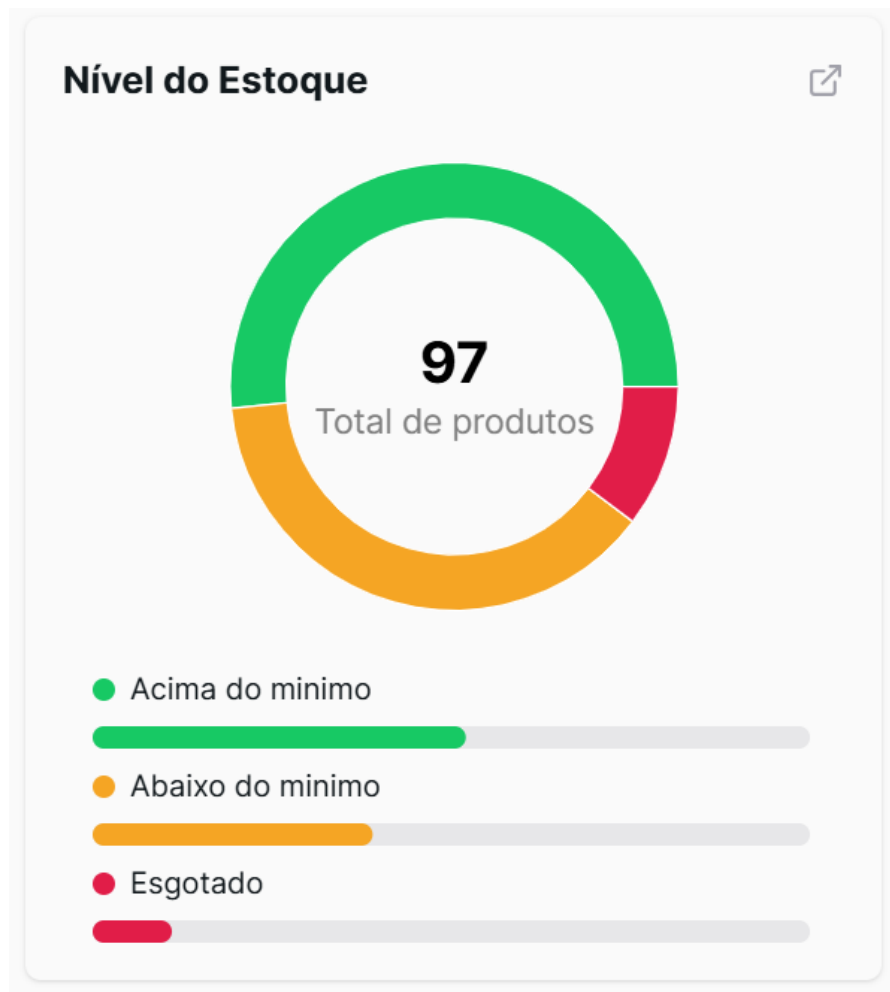 Nível do Estoque
97
Total de produtos
Acima do minimo
Abaixo do minimo
Esgotado